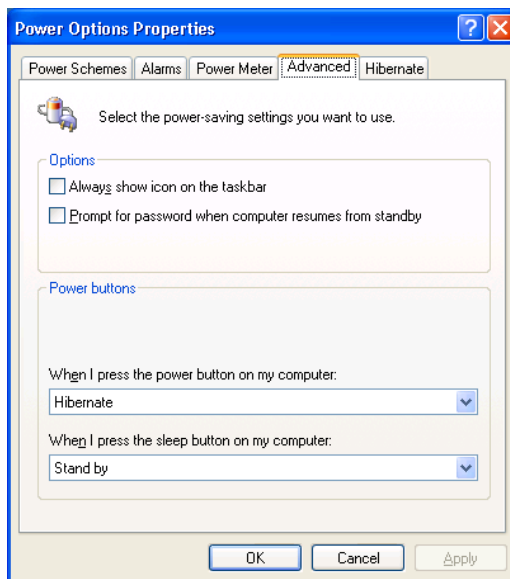 Power Options Properties
Power Schemes Alarms Power Meter Advanced Hibernate
Select the power-saving settings you want to use.
Options
Always show icon on the taskbar
Prompt for password when computer resumes from standby
Power buttons
When I press the power button on my computer:
Hibernate
When I press the sleep button on my computer:
Stand by
OK Cancel Apply